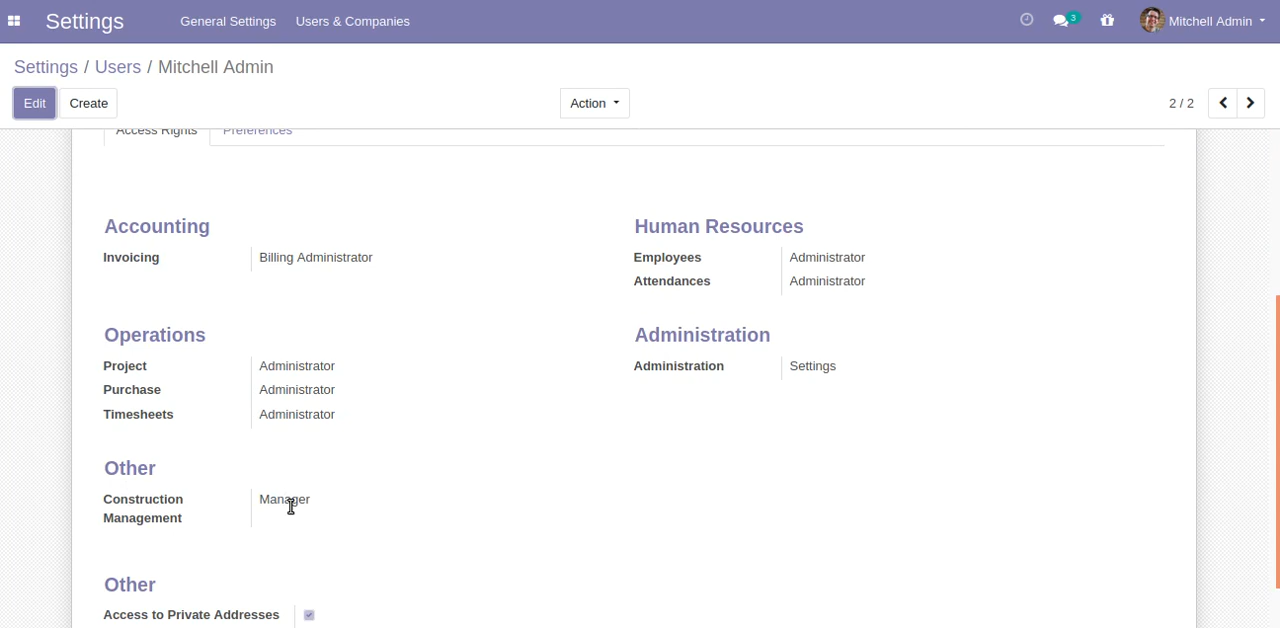 Settings General Settings Users & Companies 3 Mitchell Admin
Settings / Users / Mitchell Admin
Edit Create Action 2 / 2
Access Rights Preferences
Accounting Human Resources
Invoicing Billing Administrator Employees Administrator
Attendances Administrator
Operations Administration
Project Administrator Administration Settings
Purchase Administrator
Timesheets Administrator
Other
Construction Manager
Management
Other
Access to Private Addresses